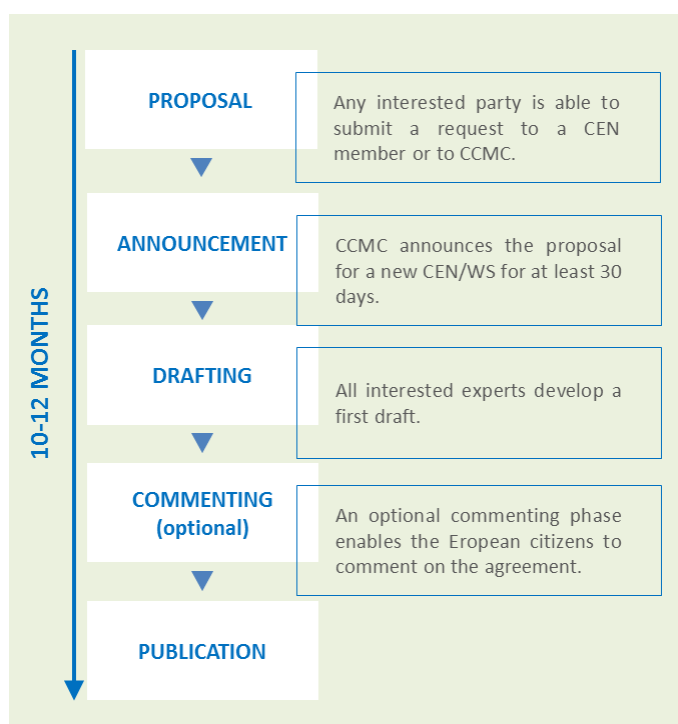 10-12 MONTHS
PROPOSAL
Any interested party is able to
submit a request to a CEN
member or to CCMC.
ANNOUNCEMENT
CCMC announces the proposal
for a new CEN/WS for at least 30
days.
DRAFTING
All interested experts develop a
first draft.
COMMENTING
(optional)
An optional commenting phase
enables the Eropean citizens to
comment on the agreement.
PUBLICATION